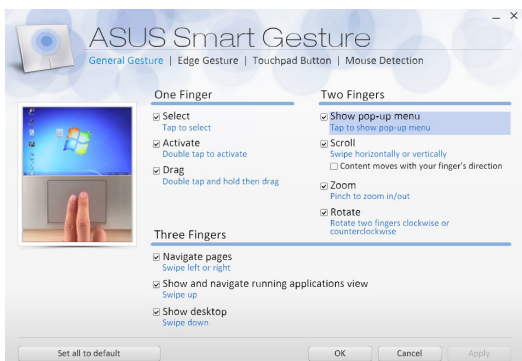 ASUS Smart Gesture
General Gesture | Edge Gesture | Touchpad Button | Mouse Detection
One Finger
Select
Tap to select
Activate
Double tap to activate
Drag
Double tap and hold then drag
Two Fingers
Show pop-up menu
Tap to show pop-up menu
Scroll
Swipe horizontally or vertically
Content moves with your finger's direction
Zoom
Pinch to zoom in/out
Rotate
Rotate two fingers clockwise or
counterclockwise
Three Fingers
Navigate pages
Swipe left or right
Show and navigate running applications view
Swipe up
Show desktop
Swipe down
Set all to default
OK
Cancel
Apply